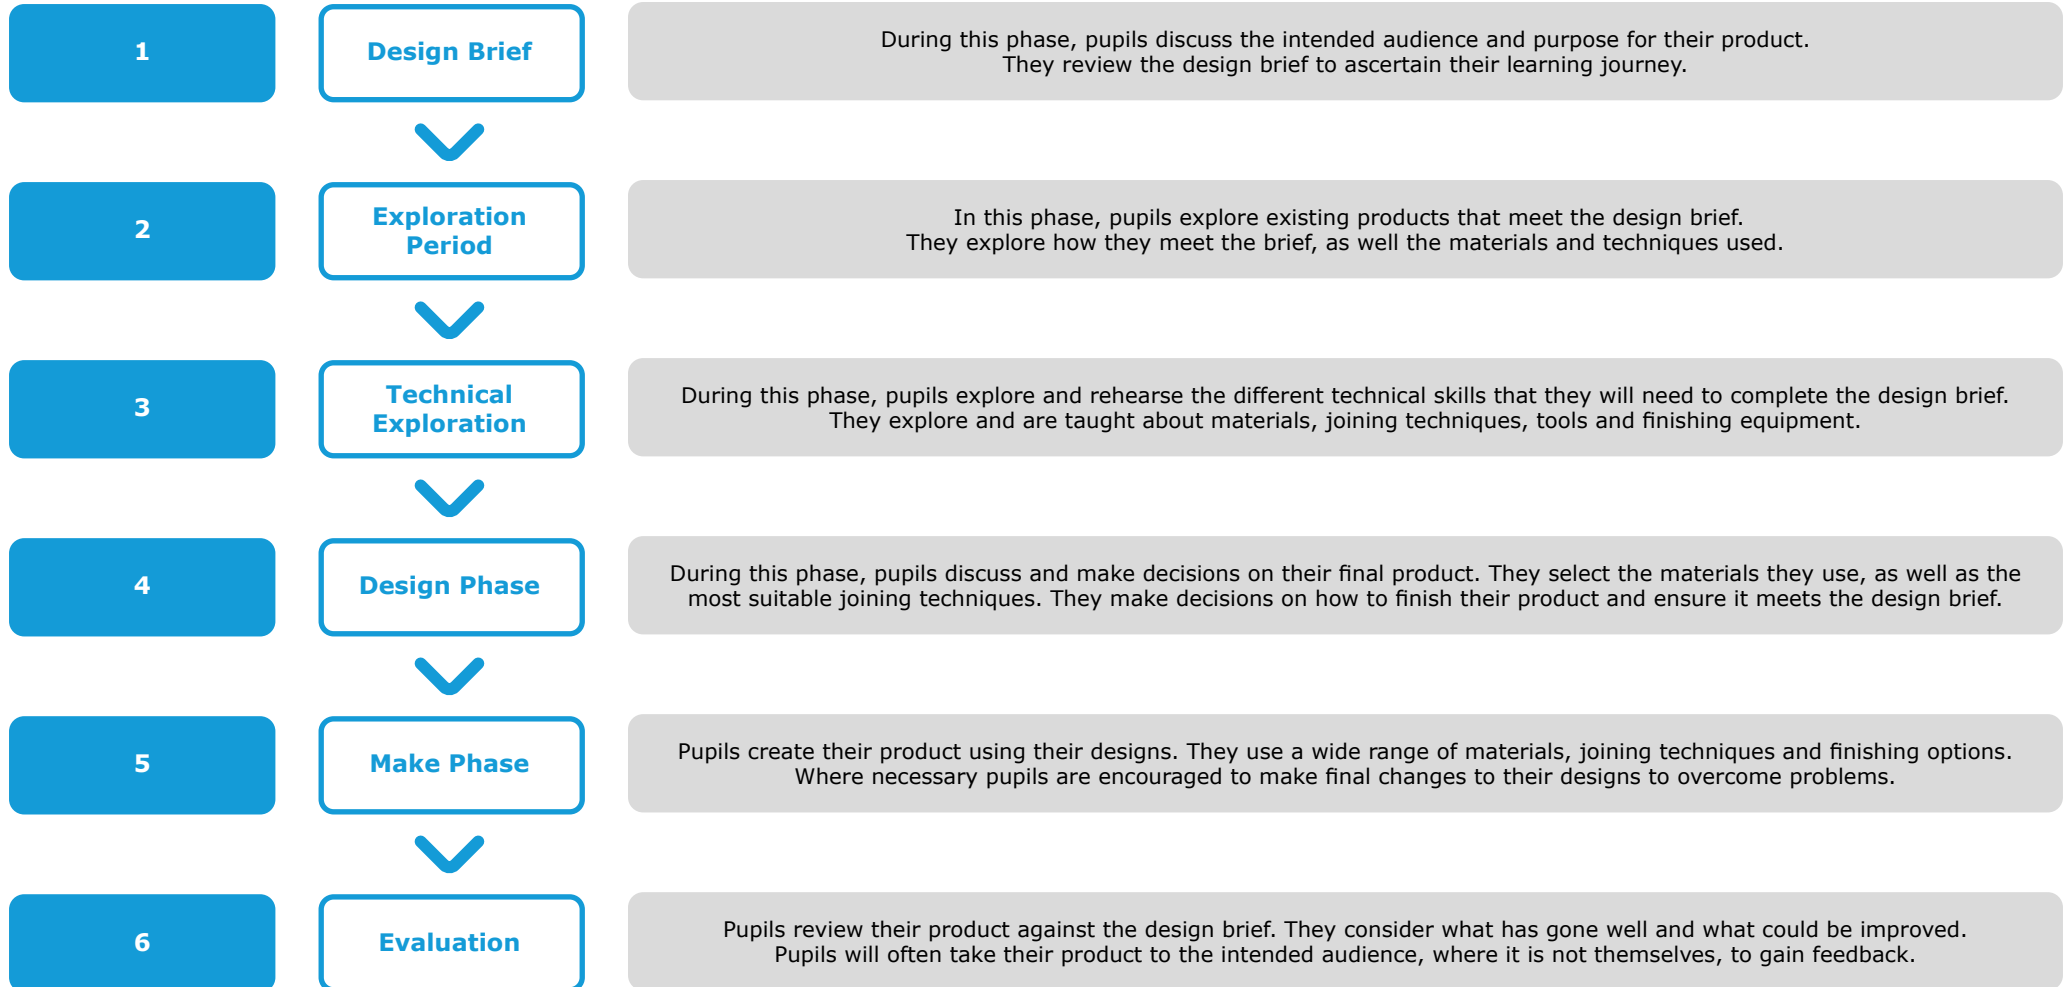 1
Design Brief
During this phase, pupils discuss the intended audience and purpose for their product.
They review the design brief to ascertain their learning journey.
2
Exploration
Period
In this phase, pupils explore existing products that meet the design brief.
They explore how they meet the brief, as well the materials and techniques used.
3
Technical
Exploration
During this phase, pupils explore and rehearse the different technical skills that they will need to complete the design brief.
They explore and are taught about materials, joining techniques, tools and finishing equipment.
4
Design Phase
During this phase, pupils discuss and make decisions on their final product. They select the materials they use, as well as the
most suitable joining techniques. They make decisions on how to finish their product and ensure it meets the design brief.
5
Make Phase
Pupils create their product using their designs. They use a wide range of materials, joining techniques and finishing options.
Where necessary pupils are encouraged to make final changes to their designs to overcome problems.
6
Evaluation
Pupils review their product against the design brief. They consider what has gone well and what could be improved.
Pupils will often take their product to the intended audience, where it is not themselves, to gain feedback.